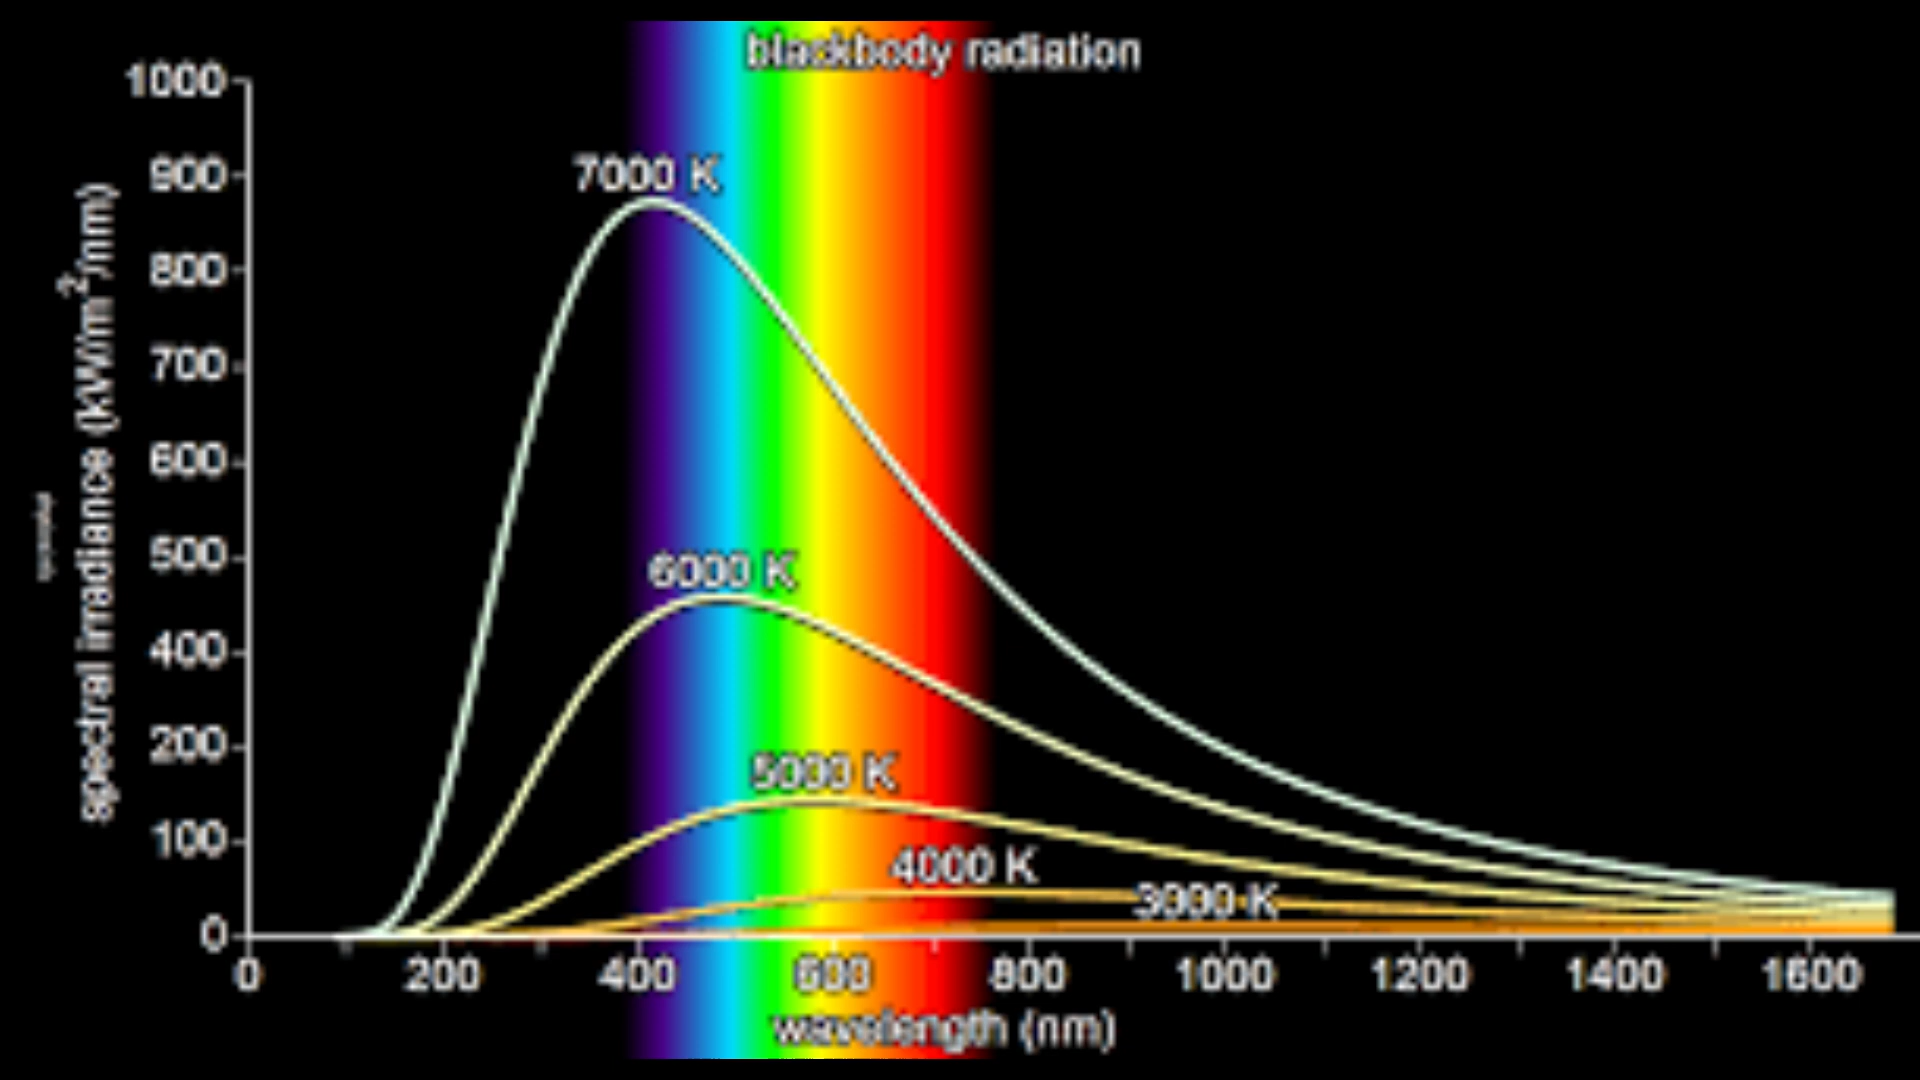 blackbody radiation
1000
900
800
700
600
500
400
200
100
0
spectral irradiance (kW/m²/nm)
7000 K
6000 K
5000 K
4000 K
3000 K
0 200 400 600 800 1000 1200 1400 1600
wavelength (nm)